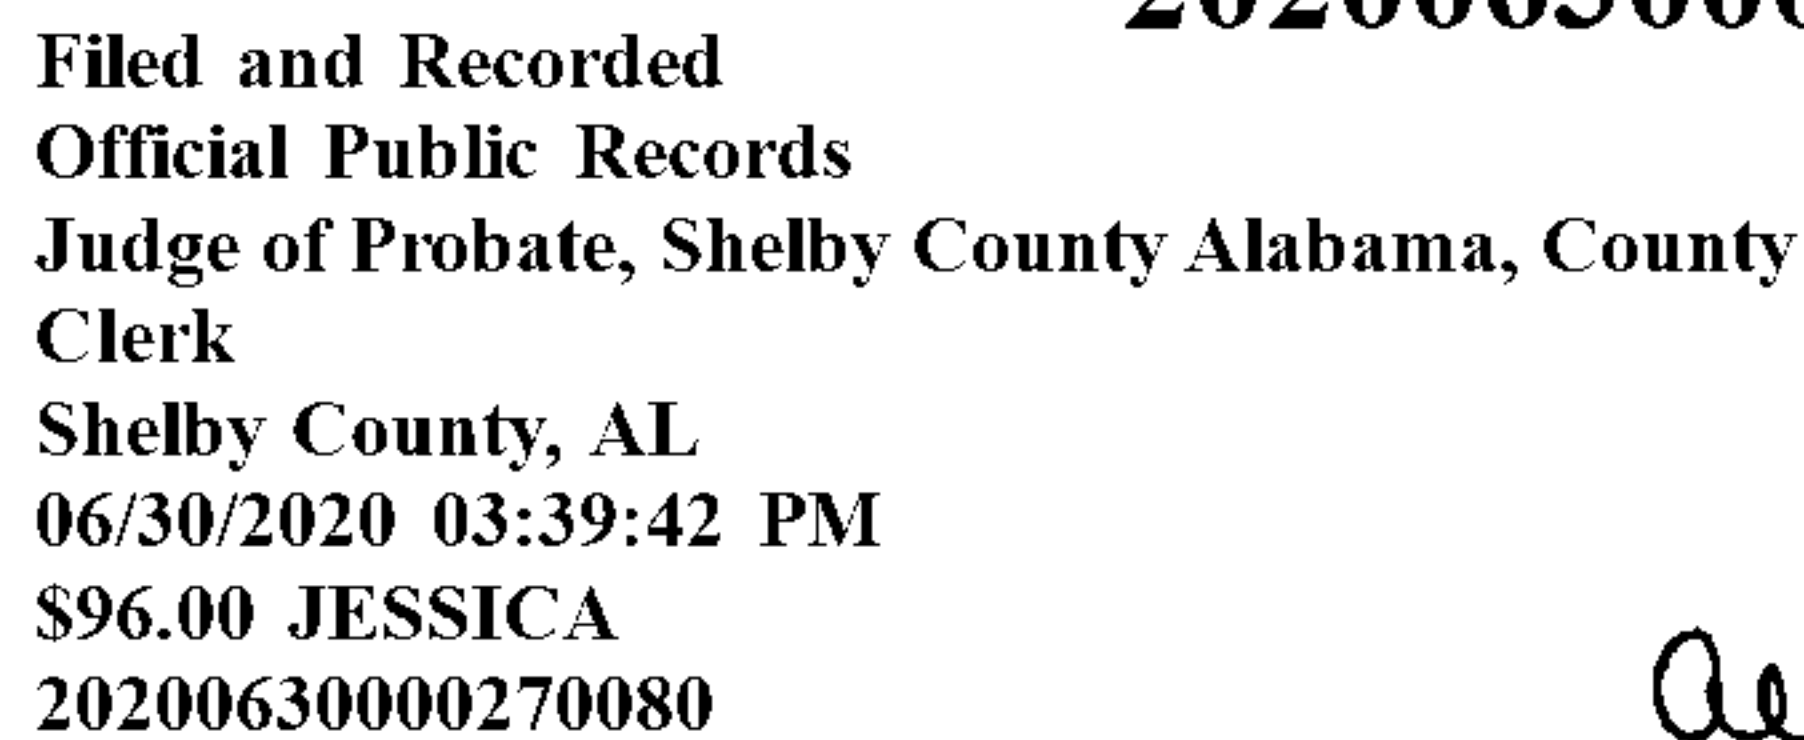 Filed and Recorded
Official Public Records
Judge of Probate, Shelby County Alabama, County
Clerk
Shelby County, AL
06/30/2020 03:39:42 PM
$96.00 JESSICA
20200630000270080